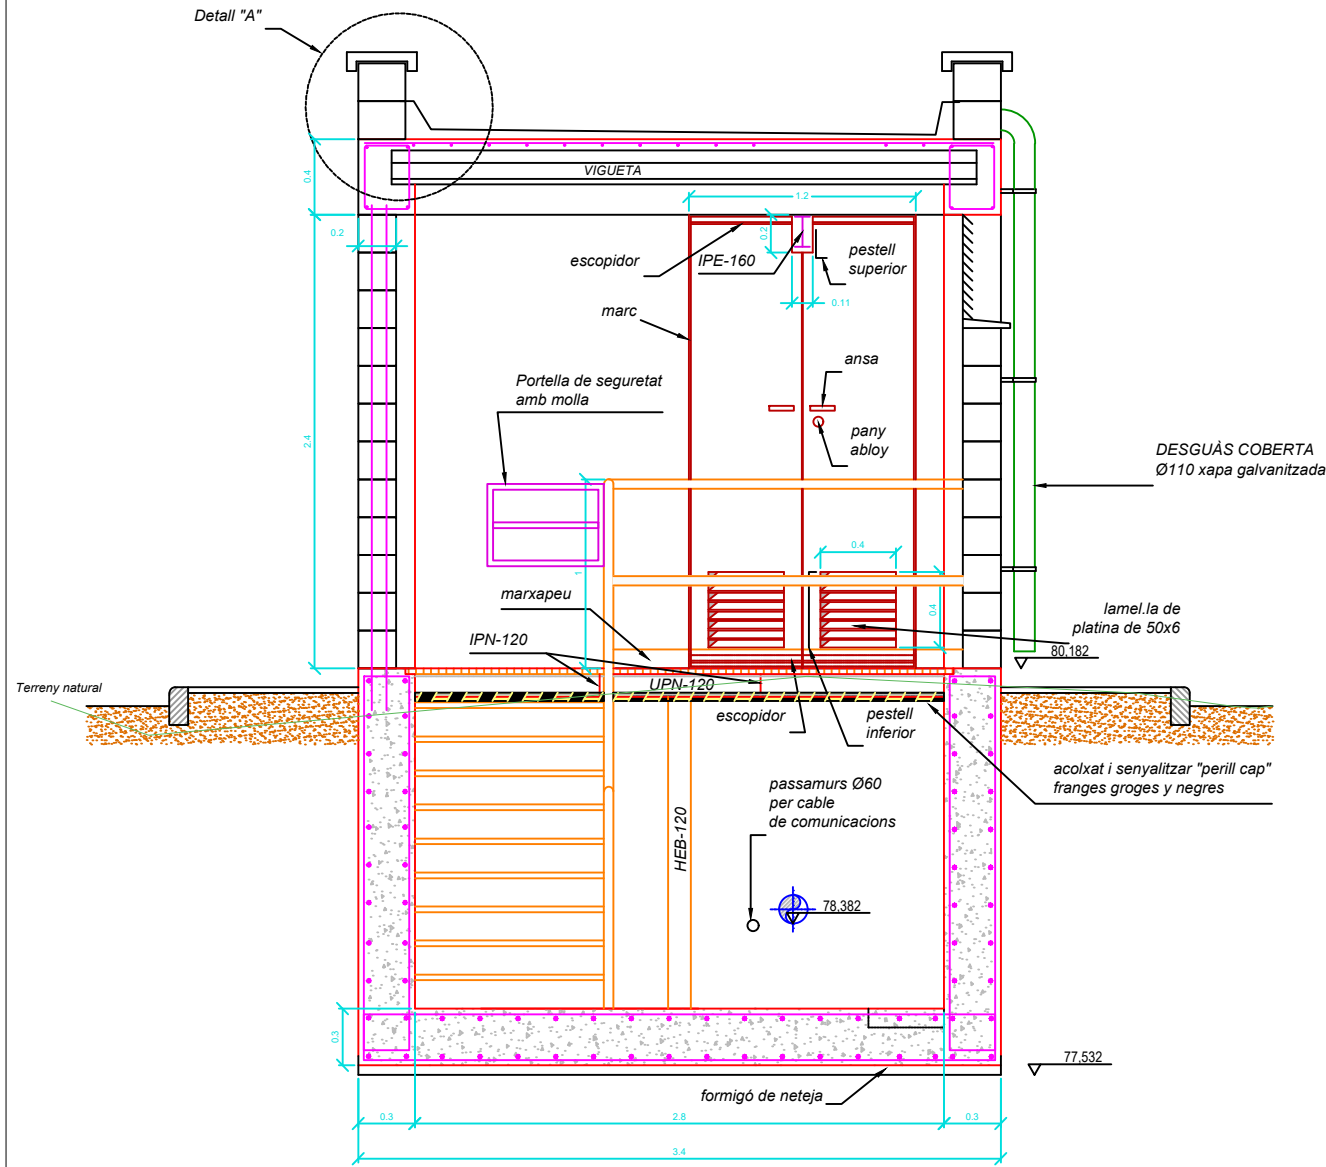 Detall "A"
0.4
VIGUETA
1.2
0.2
0.2
escopidor
IPE-160
pestell
superior
0.11
marc
ansa
Portella de seguretat
amb molla
pany
abloy
2.4
DESGUÀS COBERTA
Ø110 xapa galvanitzada
0.4
1
marxapeu
0.4
lamel.la de
platina de 50x6
IPN-120
80,182
Terreny natural
UPN-120
escopidor
pestell
inferior
acolxat i senyalitzar "perill cap"
franges groges y negres
passamurs Ø60
per cable
de comunicacions
HEB-120
78,382
0.3
77,532
formigó de neteja
0.3
2.8
0.3
3.4